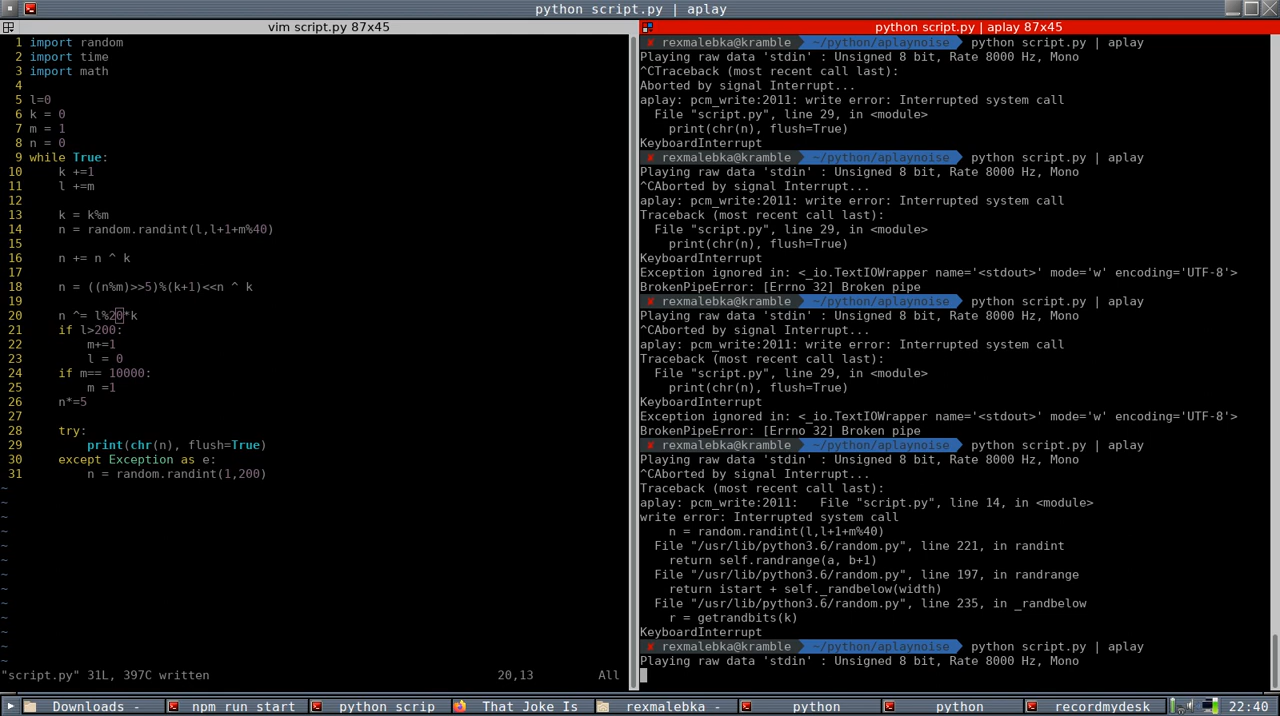 python script.py | aplay
vim script.py 87x45
1 import random
2 import time
3 import math
4
5 l=0
6 k = 0
7 m = 1
8 n = 0
9 while True:
10     k +=1
11     l +=m
12
13     k = k%m
14     n = random.randint(l,l+1+m%40)
15
16     n += n ^ k
17
18     n = ((n%m)>>5)%(k+1)<<n ^ k
19
20     n ^= l%20*k
21     if l>200:
22         m+=1
23         l = 0
24     if m== 10000:
25         m =1
26     n*=5
27
28     try:
29         print(chr(n), flush=True)
30     except Exception as e:
31         n = random.randint(1,200)
~
~
~
~
~
~
~
~
~
~
~
~
~
"script.py" 31L, 397C written 20,13 All
python script.py | aplay 87x45
✘ rexmalebka@kramble ~/python/aplaynoise python script.py | aplay
Playing raw data 'stdin' : Unsigned 8 bit, Rate 8000 Hz, Mono
^CTraceback (most recent call last):
Aborted by signal Interrupt...
aplay: pcm_write:2011: write error: Interrupted system call
  File "script.py", line 29, in <module>
    print(chr(n), flush=True)
KeyboardInterrupt
✘ rexmalebka@kramble ~/python/aplaynoise python script.py | aplay
Playing raw data 'stdin' : Unsigned 8 bit, Rate 8000 Hz, Mono
^CAborted by signal Interrupt...
aplay: pcm_write:2011: write error: Interrupted system call
Traceback (most recent call last):
  File "script.py", line 29, in <module>
    print(chr(n), flush=True)
KeyboardInterrupt
Exception ignored in: <_io.TextIOWrapper name='<stdout>' mode='w' encoding='UTF-8'>
BrokenPipeError: [Errno 32] Broken pipe
✘ rexmalebka@kramble ~/python/aplaynoise python script.py | aplay
Playing raw data 'stdin' : Unsigned 8 bit, Rate 8000 Hz, Mono
^CAborted by signal Interrupt...
aplay: pcm_write:2011: write error: Interrupted system call
Traceback (most recent call last):
  File "script.py", line 29, in <module>
    print(chr(n), flush=True)
KeyboardInterrupt
Exception ignored in: <_io.TextIOWrapper name='<stdout>' mode='w' encoding='UTF-8'>
BrokenPipeError: [Errno 32] Broken pipe
✘ rexmalebka@kramble ~/python/aplaynoise python script.py | aplay
Playing raw data 'stdin' : Unsigned 8 bit, Rate 8000 Hz, Mono
^CAborted by signal Interrupt...
Traceback (most recent call last):
aplay: pcm_write:2011:   File "script.py", line 14, in <module>
write error: Interrupted system call
    n = random.randint(l,l+1+m%40)
  File "/usr/lib/python3.6/random.py", line 221, in randint
    return self.randrange(a, b+1)
  File "/usr/lib/python3.6/random.py", line 197, in randrange
    return istart + self._randbelow(width)
  File "/usr/lib/python3.6/random.py", line 235, in _randbelow
    r = getrandbits(k)
KeyboardInterrupt
✘ rexmalebka@kramble ~/python/aplaynoise python script.py | aplay
Playing raw data 'stdin' : Unsigned 8 bit, Rate 8000 Hz, Mono
Downloads - npm run start python scrip That Joke Is rexmalebka - python python recordmydesk 22:40